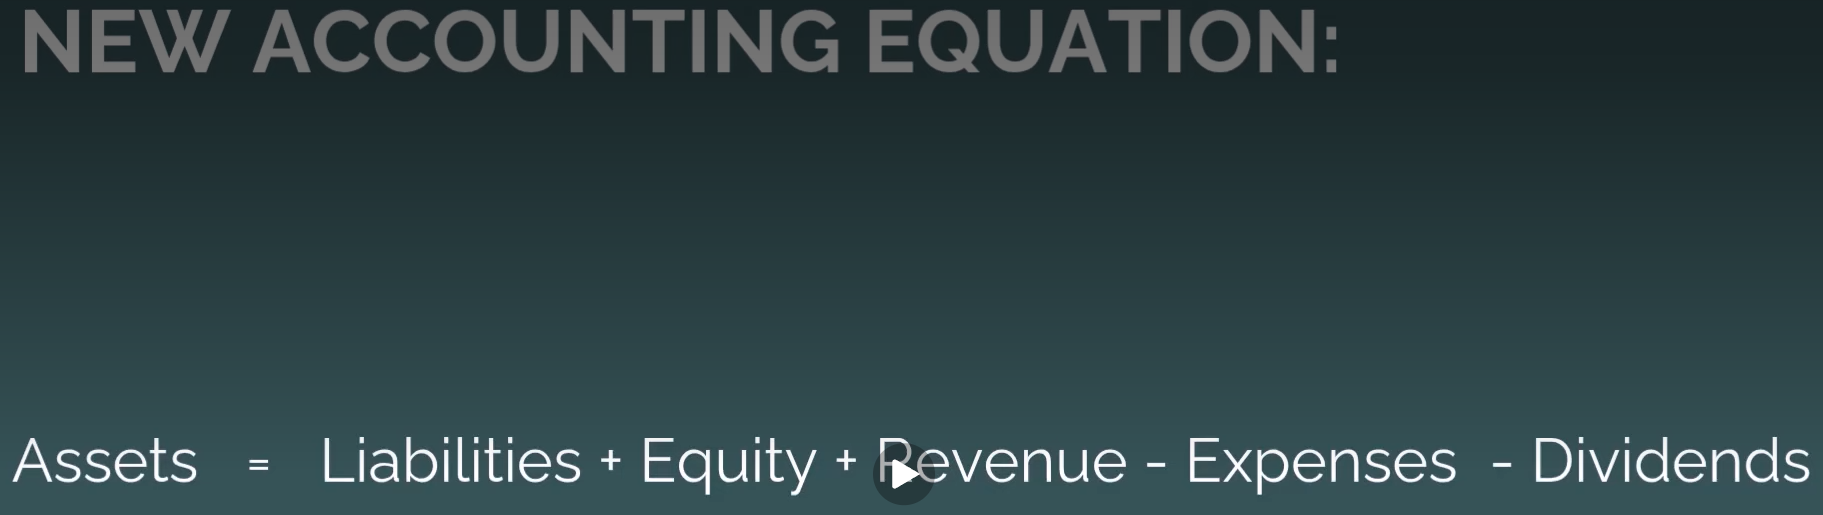 NEW ACCOUNTING EQUATION:
Assets = Liabilities + Equity + Revenue - Expenses - Dividends